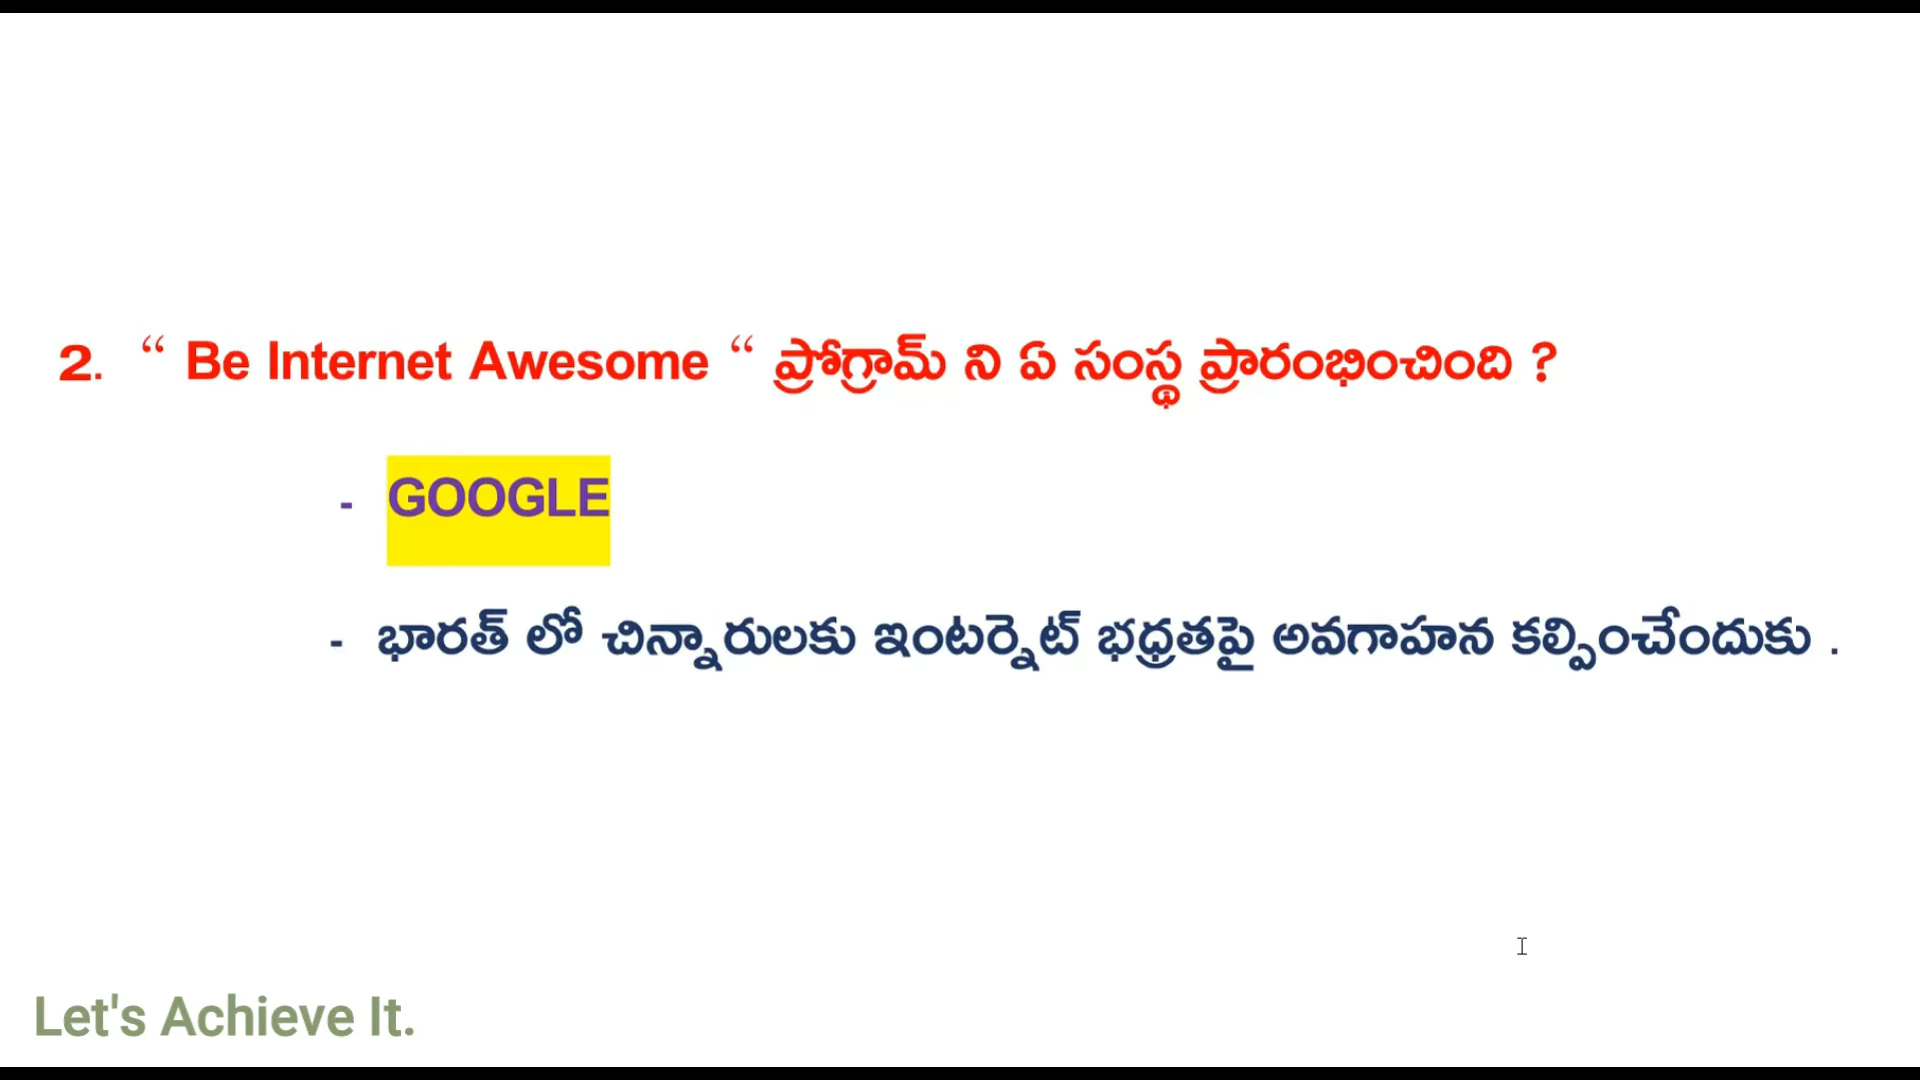 2. “ Be Internet Awesome “ ప్రోగ్రామ్ ని ఏ సంస్థ ప్రారంభించింది ?
- GOOGLE
- భారత్ లో చిన్నారులకు ఇంటర్నెట్ భద్రతపై అవగాహన కల్పించేందుకు .
Let's Achieve It.